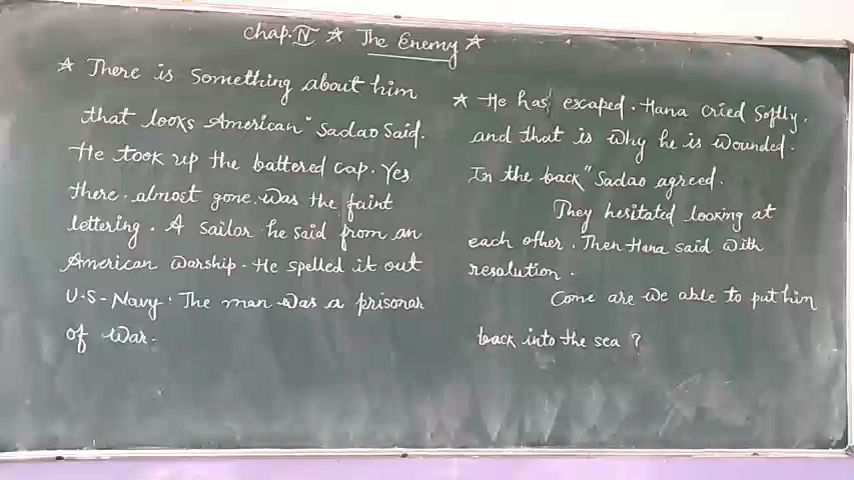 Chap. IV ☆ The Enemy ☆
☆ There is Something about him
that looks American" Sadao Said.
He took up the battered cap. Yes
there. almost gone. was the faint
lettering. A sailor he said from an
American warship. He spelled it out
U.S-Navy. The man was a prisonar
of war.
☆ He has escaped. Hana cried Softly,
and that is why he is wounded.
In the back" Sadao agreed.
They hesitated looking at
each other. Then Hana said with
resolution.
Come are we able to put him
back into the sea ?